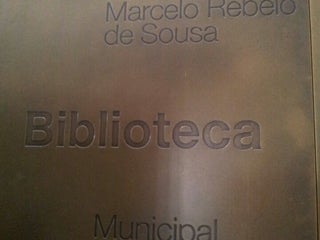 Marcelo Rebelo
de Sousa
Biblioteca
Municipal